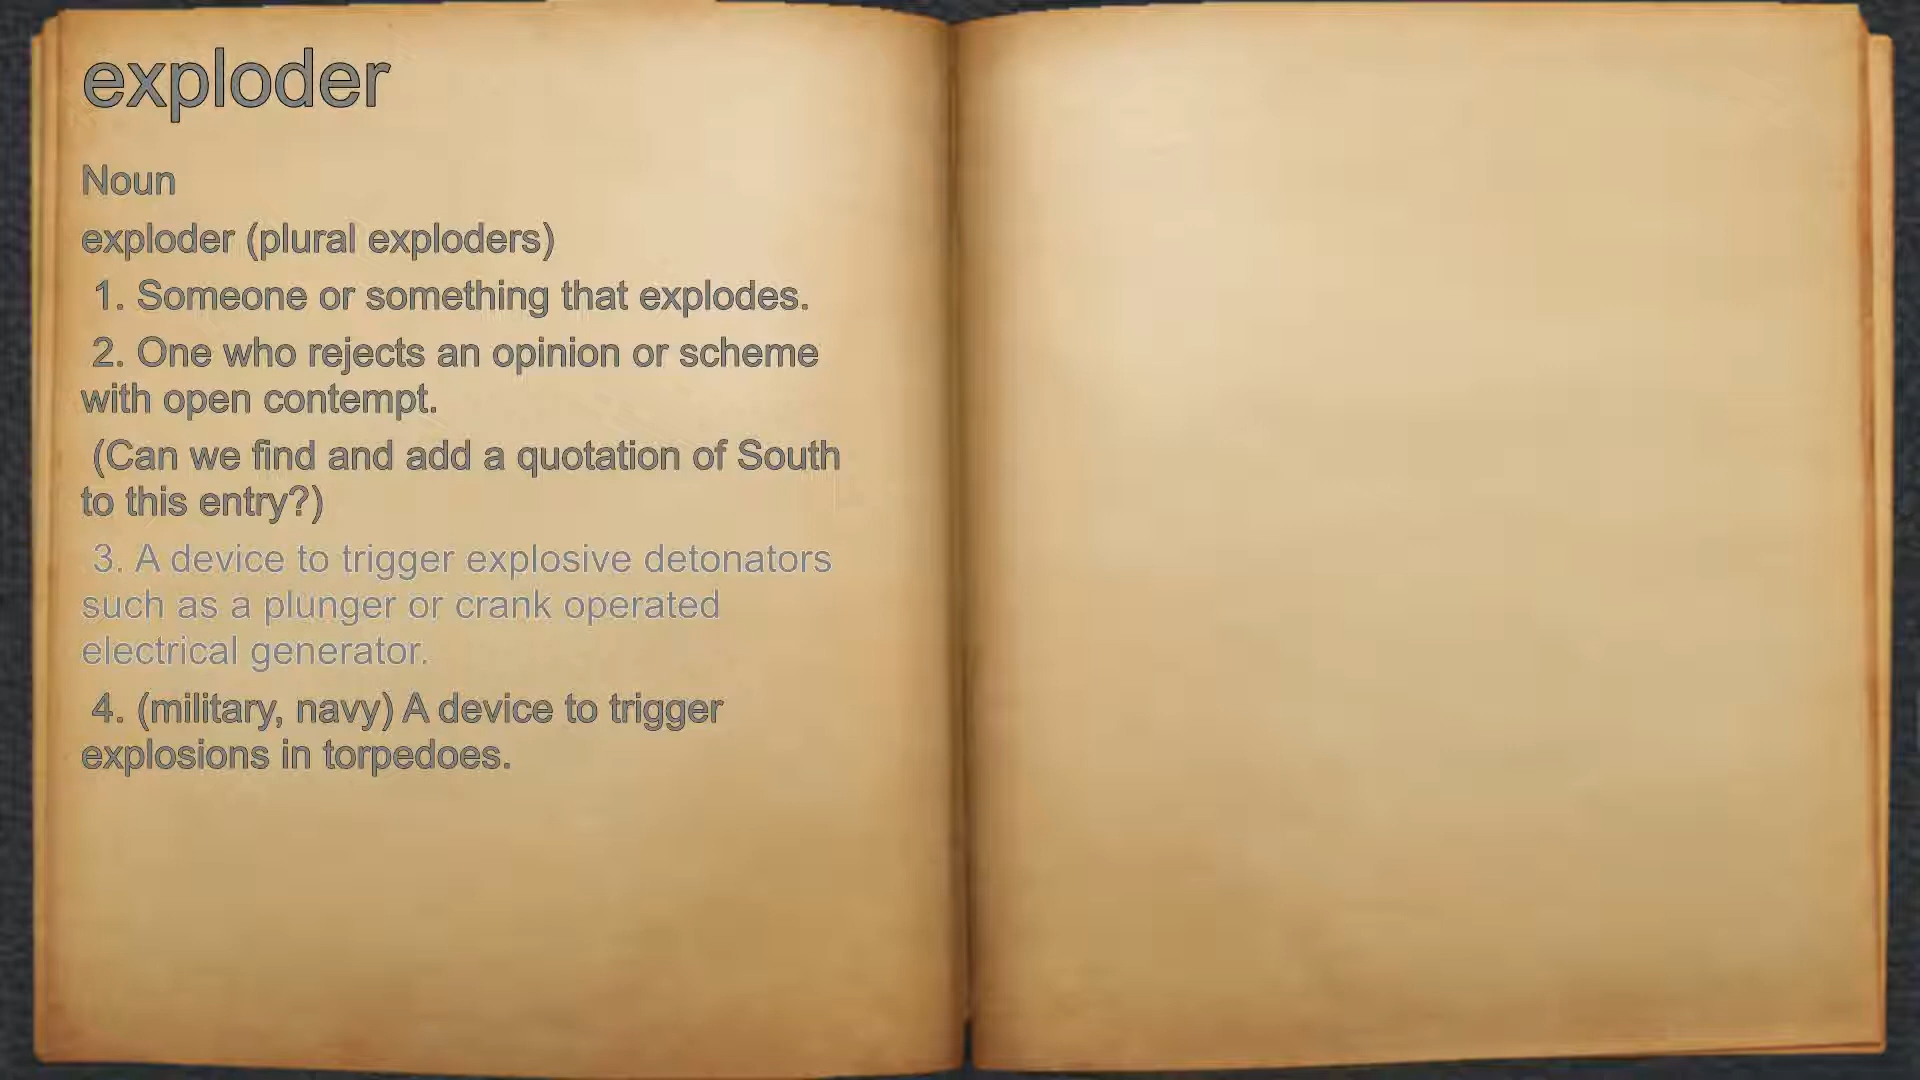 exploder
Noun
exploder (plural exploders)
1. Someone or something that explodes.
2. One who rejects an opinion or scheme
with open contempt.
(Can we find and add a quotation of South
to this entry?)
3. A device to trigger explosive detonators
such as a plunger or crank operated
electrical generator.
4. (military, navy) A device to trigger
explosions in torpedoes.